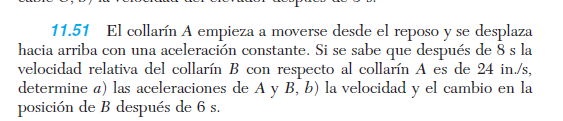 11.51 El collarín A empieza a moverse desde el reposo y se desplaza
hacia arriba con una aceleración constante. Si se sabe que después de 8 s la
velocidad relativa del collarín B con respecto al collarín A es de 24 in./s,
determine a) las aceleraciones de A y B, b) la velocidad y el cambio en la
posición de B después de 6 s.